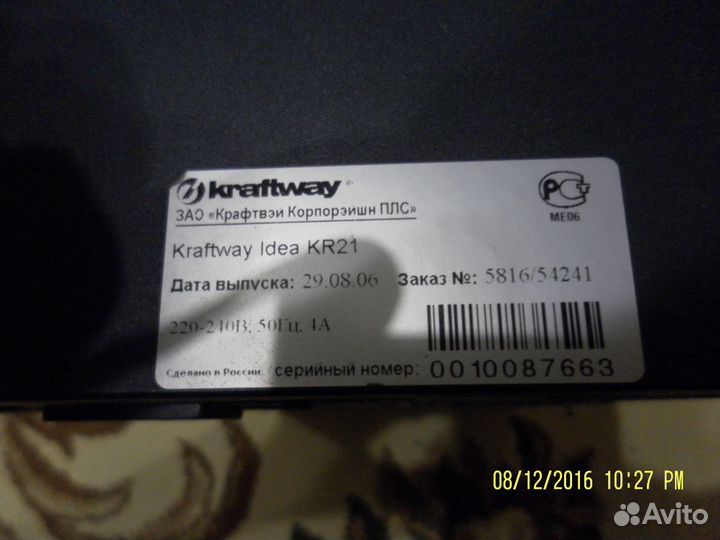 kraftway®
ЗАО «Крафтвэй Корпорэйшн ПЛС»
РСТ
МЕ06
Kraftway Idea KR21
Дата выпуска: 29.08.06 Заказ №: 5816/54241
220-240В; 50Гц; 4А
Сделано в России серийный номер: 0010087663
08/12/2016 10:27 PM
Avito